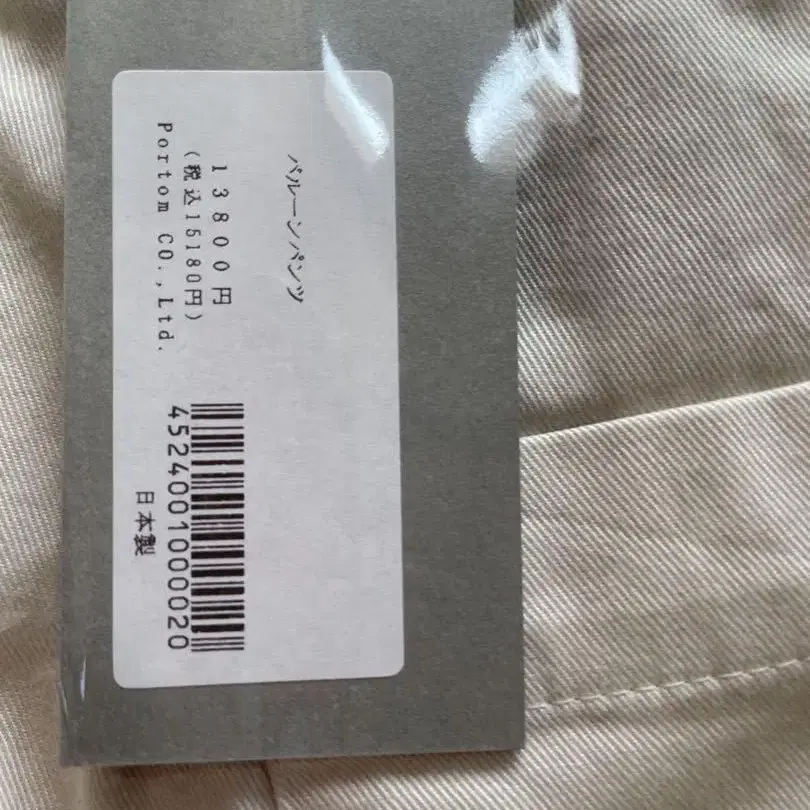 バルーンパンツ
13800円
(税込15180円)
Portom CO.,Ltd.
4524001000020
日本製